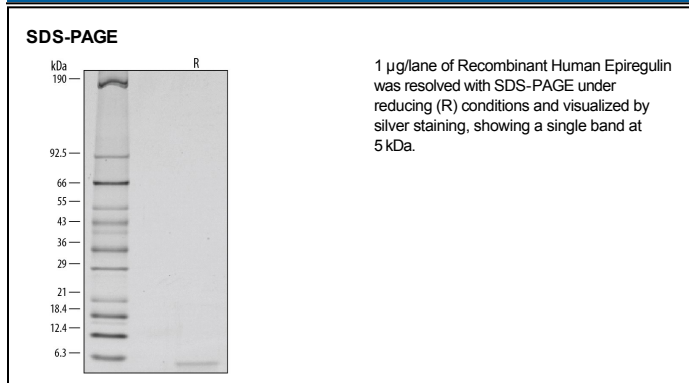 SDS-PAGE
kDa
R
190
92.5
66
55
43
36
29
21
18.4
12.4
6.3
1 µg/lane of Recombinant Human Epiregulin
was resolved with SDS-PAGE under
reducing (R) conditions and visualized by
silver staining, showing a single band at
5 kDa.